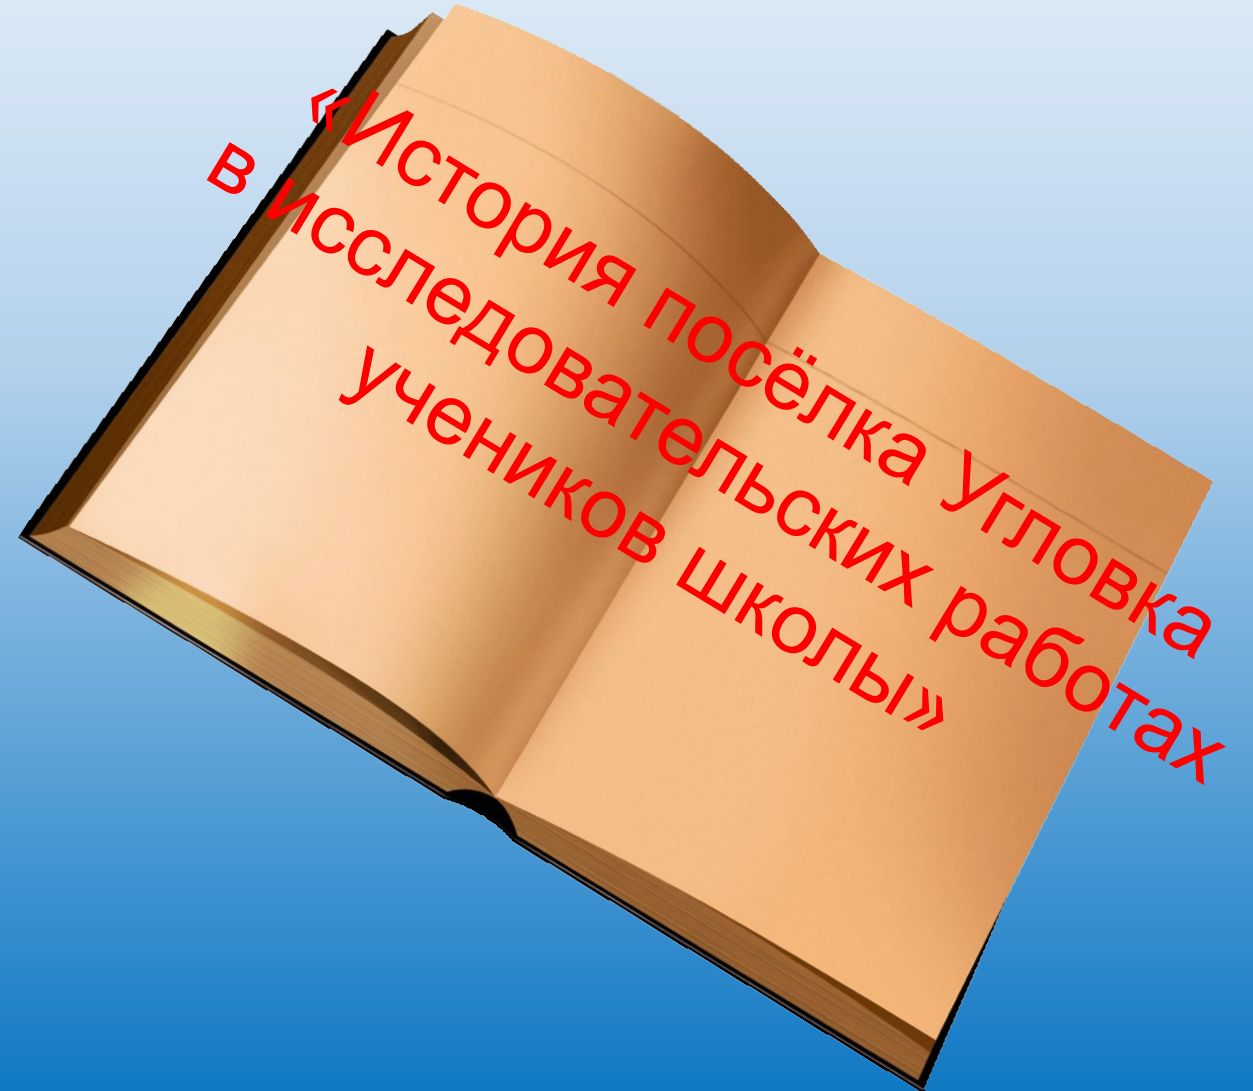 «История посёлка Угловка
в исследовательских работах
учеников школы»